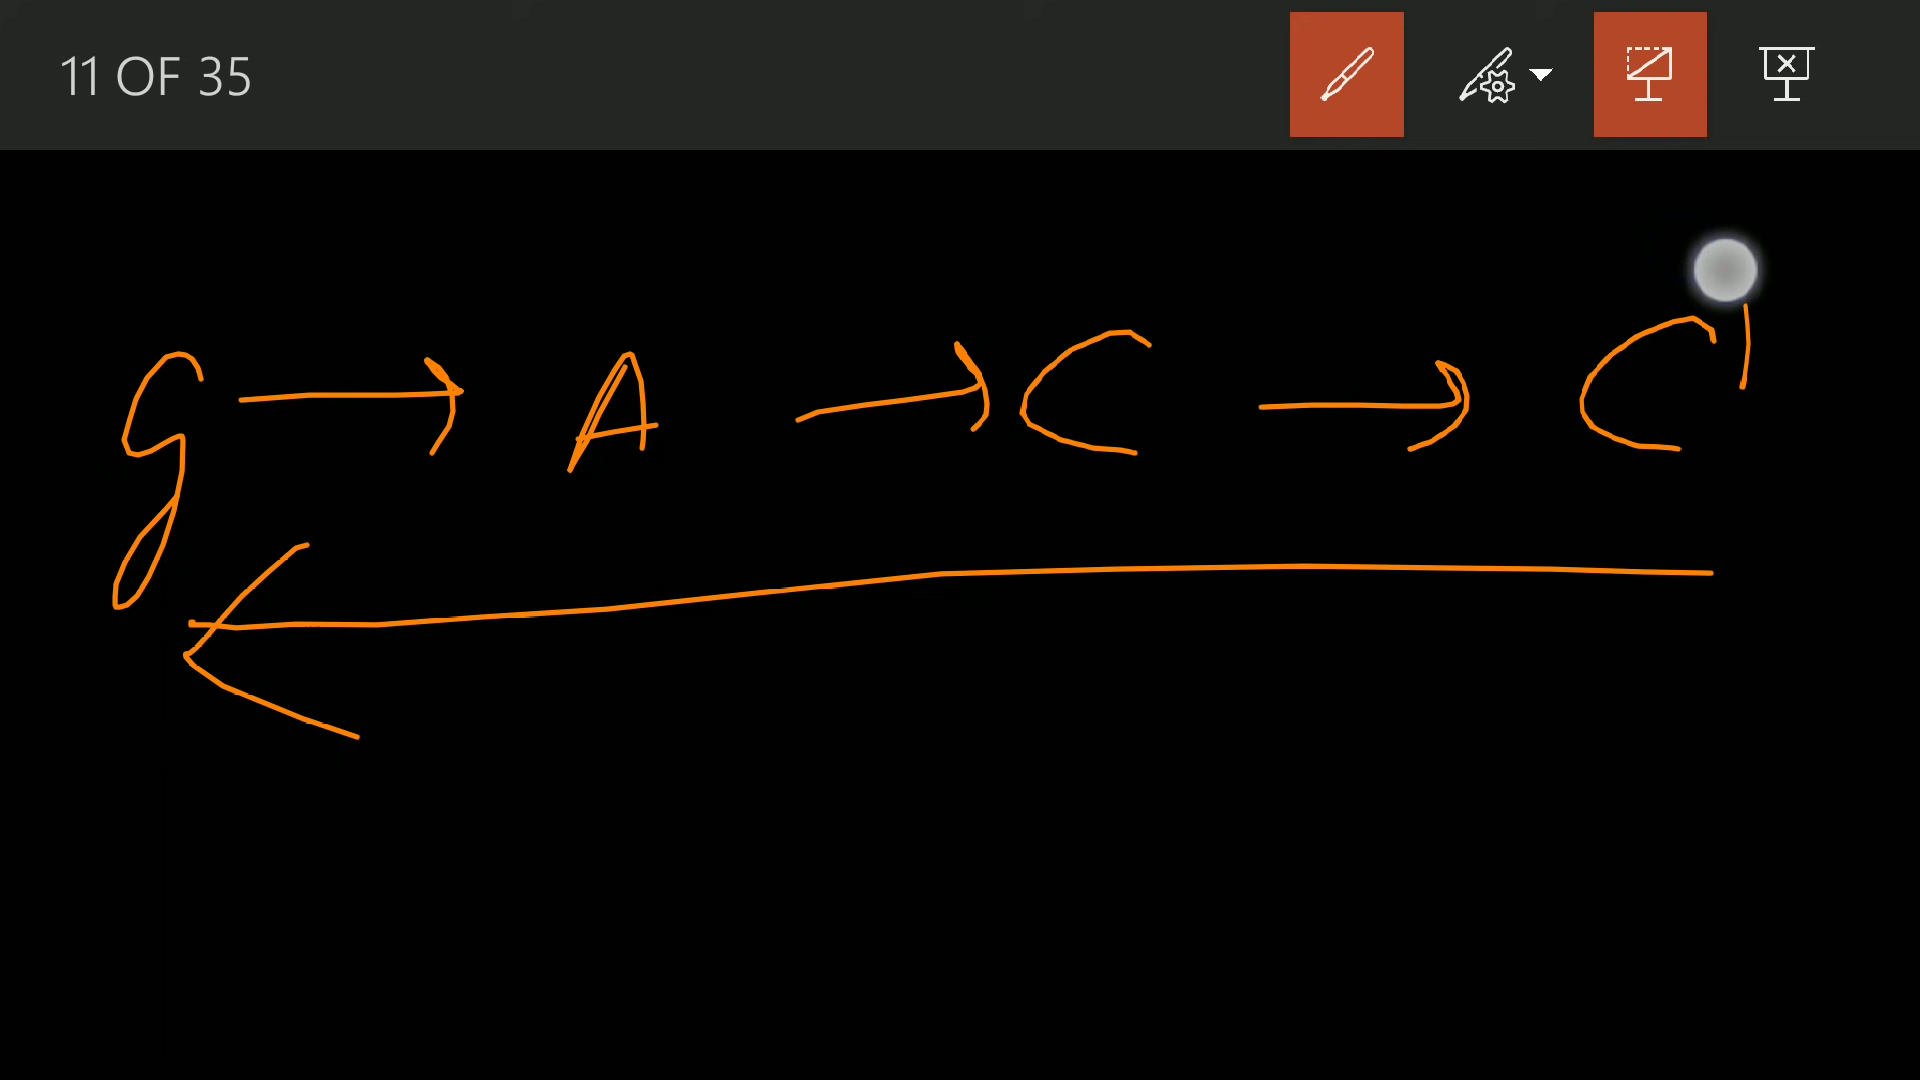 11 OF 35
g → A → C → C'
←